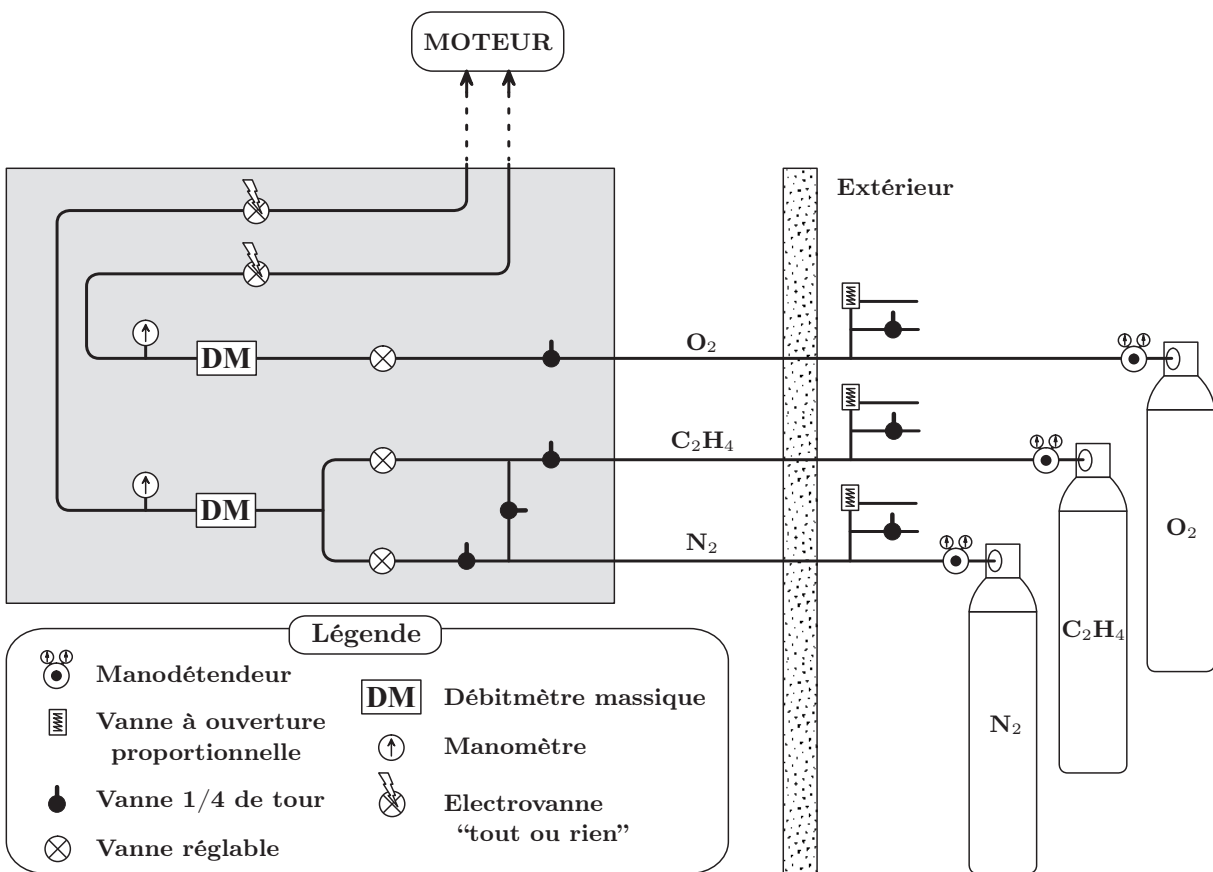 MOTEUR
Extérieur
O₂
DM
C₂H₄
DM
N₂
O₂
C₂H₄
N₂
Légende
Manodétendeur
Vanne à ouverture
proportionnelle
Vanne 1/4 de tour
Vanne réglable
DM Débitmètre massique
Manomètre
Electrovanne
“tout ou rien”